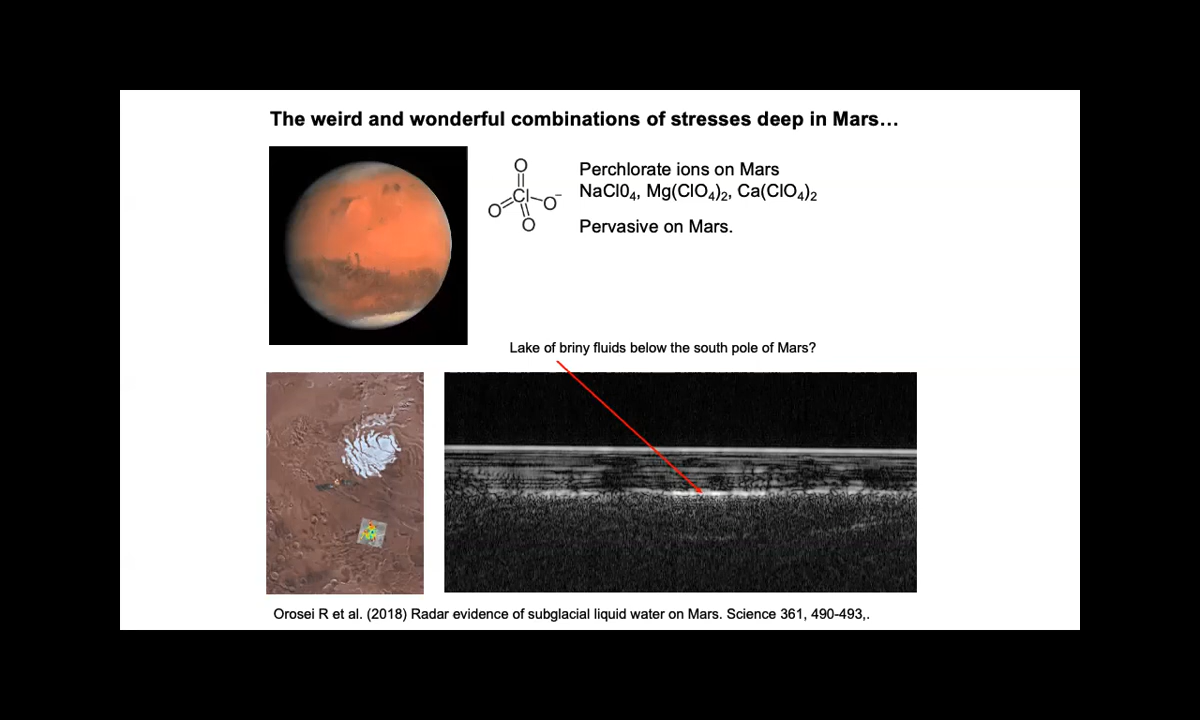 The weird and wonderful combinations of stresses deep in Mars…
O
Cl
O⁻
O
O
Perchlorate ions on Mars
NaCl0₄, Mg(ClO₄)₂, Ca(ClO₄)₂
Pervasive on Mars.
Lake of briny fluids below the south pole of Mars?
Orosei R et al. (2018) Radar evidence of subglacial liquid water on Mars. Science 361, 490-493,.